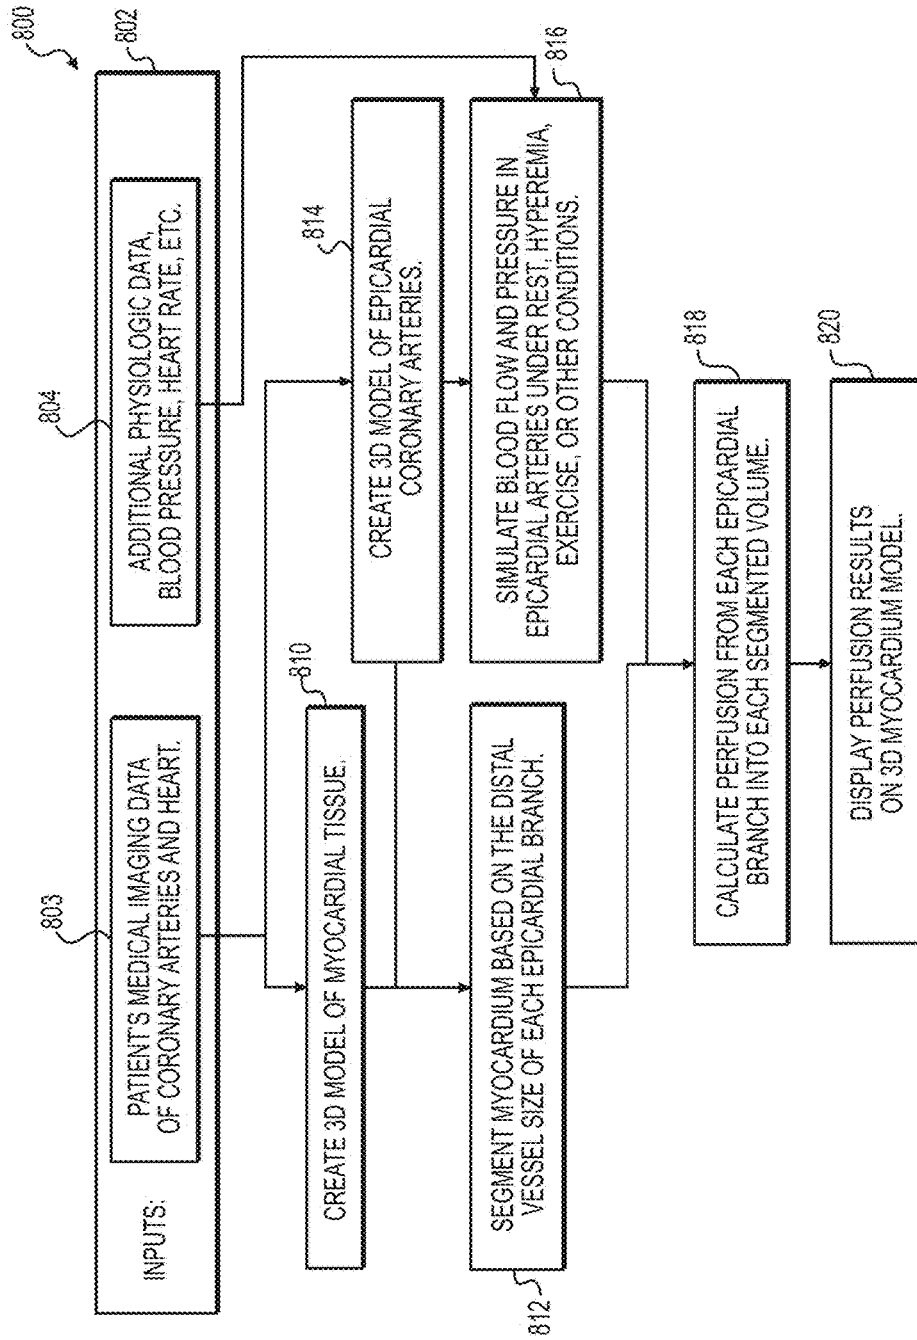 800
802
INPUTS:
803
PATIENT'S MEDICAL IMAGING DATA
OF CORONARY ARTERIES AND HEART.
804
ADDITIONAL PHYSIOLOGIC DATA,
BLOOD PRESSURE, HEART RATE, ETC.
810
CREATE 3D MODEL OF MYOCARDIAL TISSUE.
814
CREATE 3D MODEL OF EPICARDIAL
CORONARY ARTERIES.
812
SEGMENT MYOCARDIUM BASED ON THE DISTAL
VESSEL SIZE OF EACH EPICARDIAL BRANCH.
816
SIMULATE BLOOD FLOW AND PRESSURE IN
EPICARDIAL ARTERIES UNDER REST, HYPEREMIA,
EXERCISE, OR OTHER CONDITIONS.
818
CALCULATE PERFUSION FROM EACH EPICARDIAL
BRANCH INTO EACH SEGMENTED VOLUME.
820
DISPLAY PERFUSION RESULTS
ON 3D MYOCARDIUM MODEL.